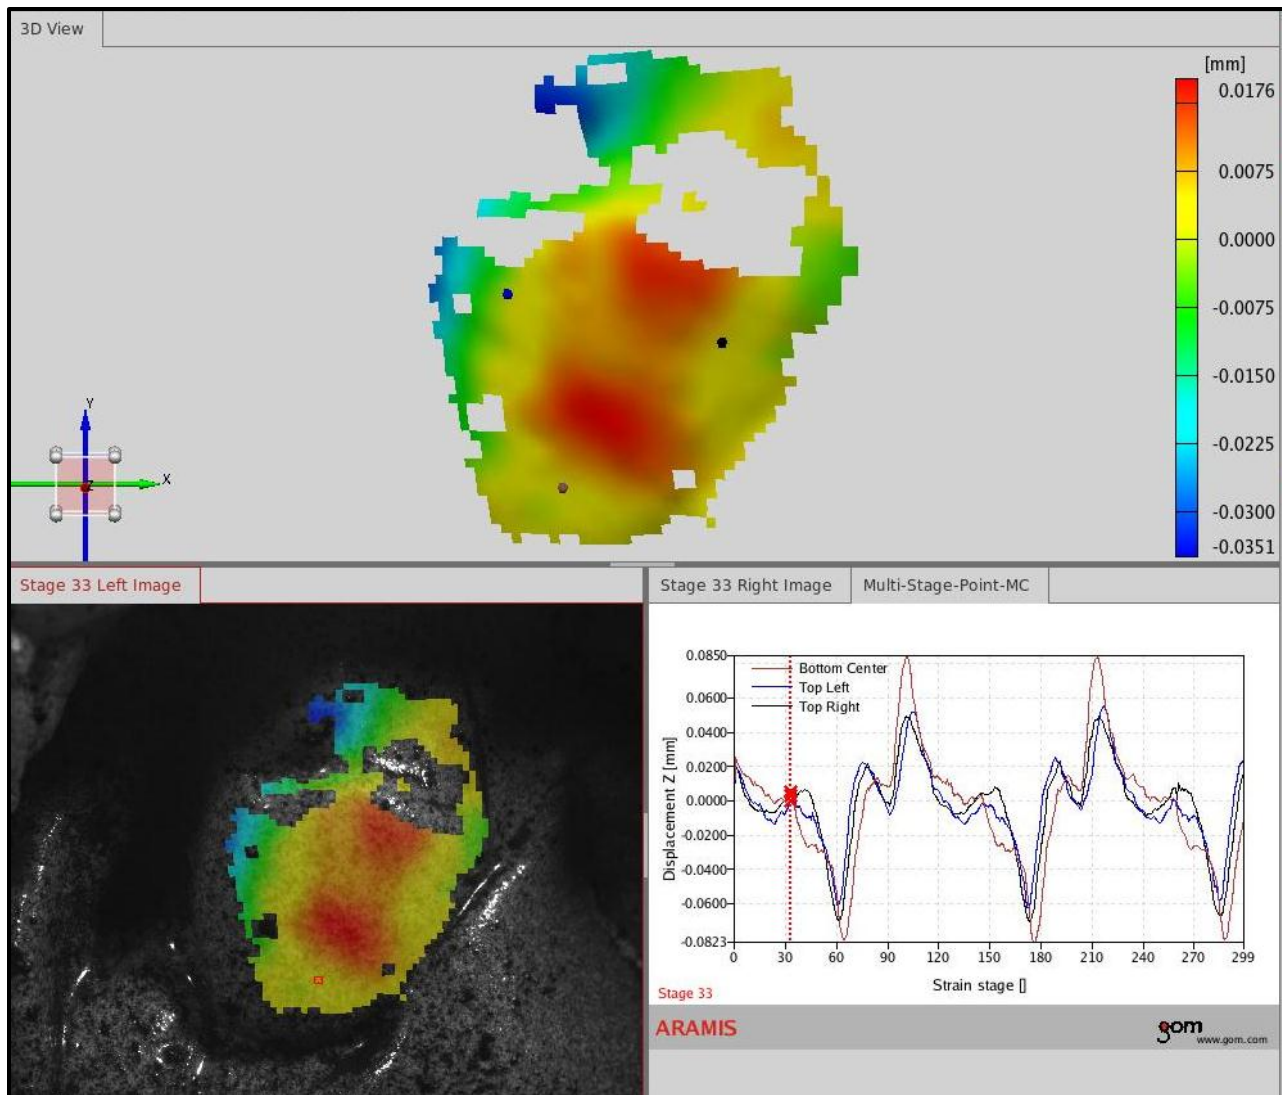 3D View
[mm]
0.0176
0.0075
0.0000
-0.0075
-0.0150
-0.0225
-0.0300
-0.0351
Y
X
Z
Stage 33 Left Image
Stage 33 Right Image
Multi-Stage-Point-MC
Bottom Center
Top Left
Top Right
Displacement Z [mm]
0.0850
0.0600
0.0400
0.0200
0.0000
-0.0200
-0.0400
-0.0600
-0.0823
0 30 60 90 120 150 180 210 240 270 299
Strain stage []
Stage 33
ARAMIS
gom
www.gom.com